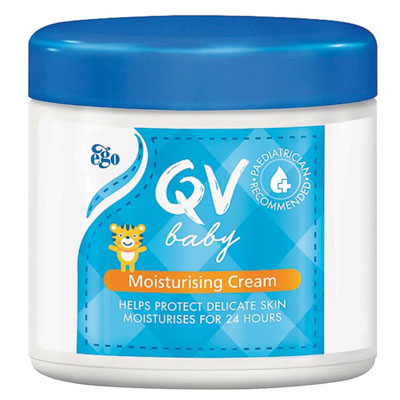 ego
QV
baby
PAEDIATRICIAN
• RECOMMENDED •
Moisturising Cream
HELPS PROTECT DELICATE SKIN
MOISTURISES FOR 24 HOURS